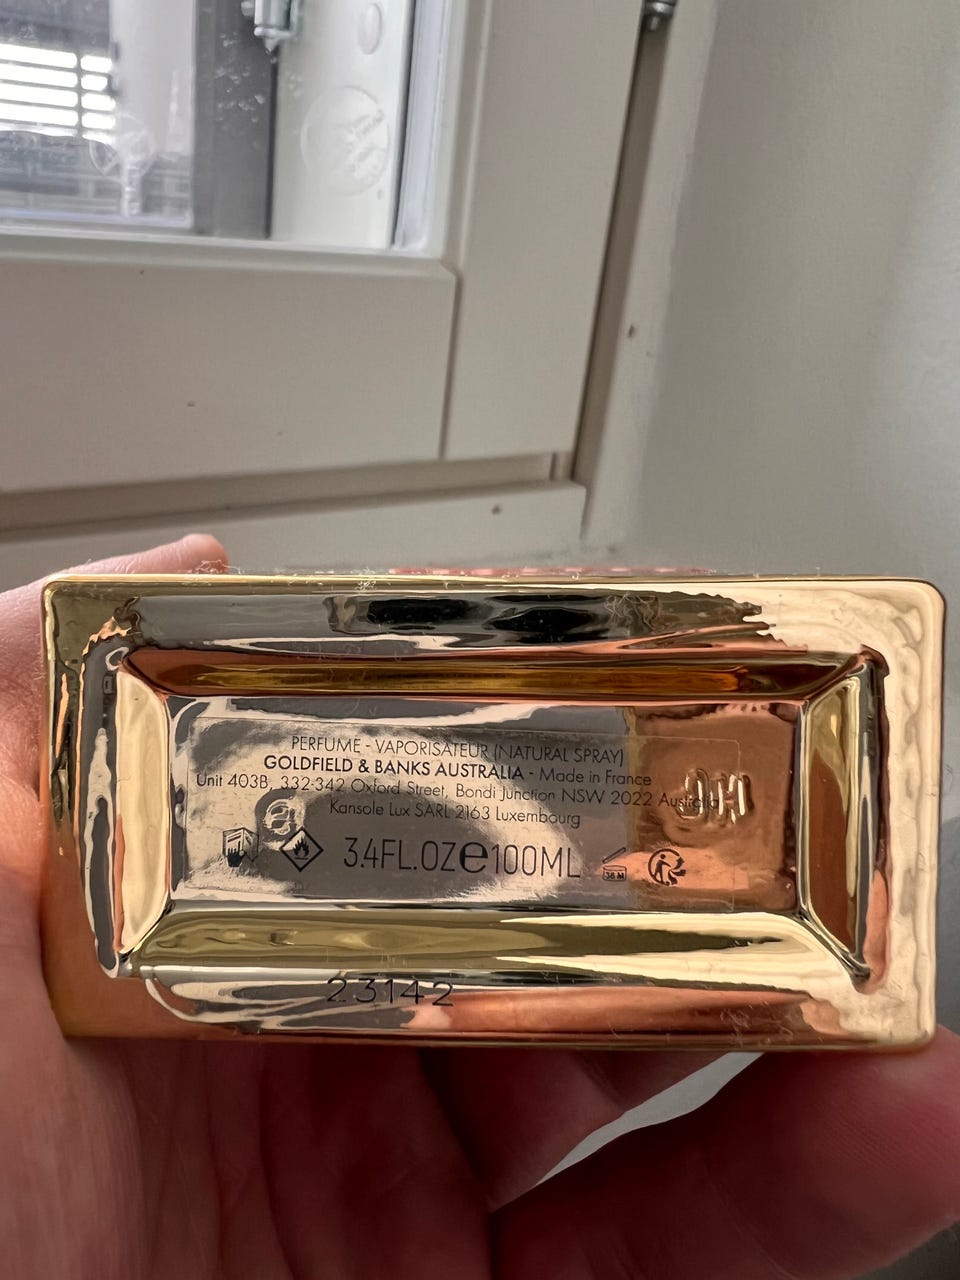 PERFUME - VAPORISATEUR (NATURAL SPRAY)
GOLDFIELD & BANKS AUSTRALIA - Made in France
Unit 403B, 332-342 Oxford Street, Bondi Junction NSW 2022 Australia
Kansole Lux SARL 2163 Luxembourg
3.4FL.OZ e 100ML
36 M
23142